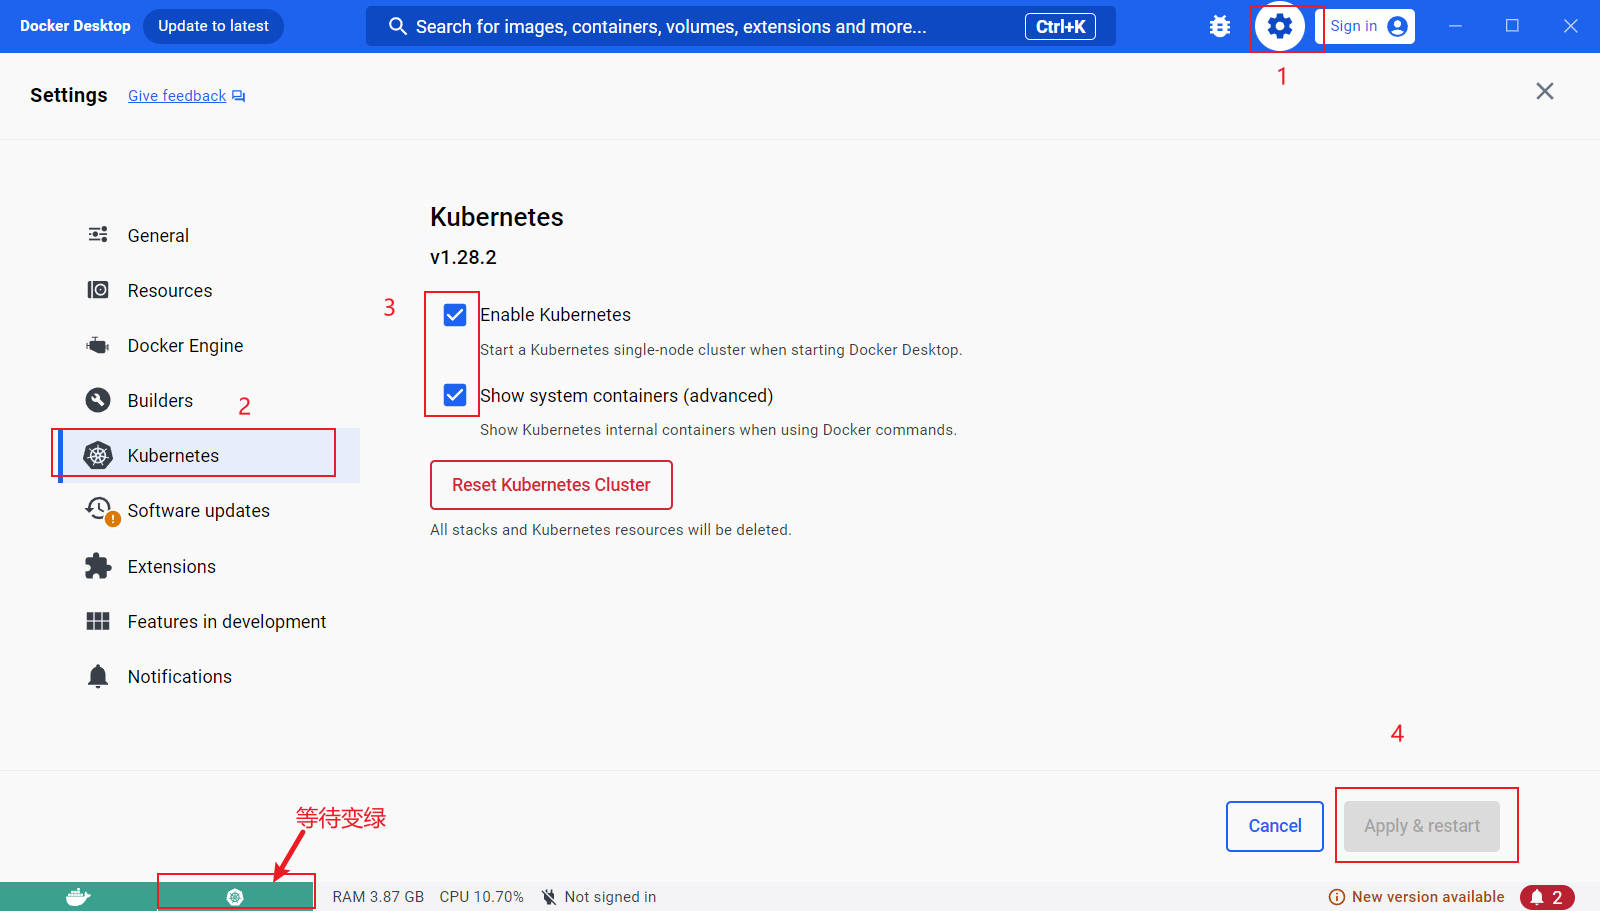 Docker Desktop
Update to latest
Search for images, containers, volumes, extensions and more...
Ctrl+K
Sign in
1
Settings
Give feedback
General
Resources
Docker Engine
Builders
2
Kubernetes
Software updates
Extensions
Features in development
Notifications
Kubernetes
v1.28.2
3
Enable Kubernetes
Start a Kubernetes single-node cluster when starting Docker Desktop.
Show system containers (advanced)
Show Kubernetes internal containers when using Docker commands.
Reset Kubernetes Cluster
All stacks and Kubernetes resources will be deleted.
4
等待变绿
Cancel
Apply & restart
RAM 3.87 GB
CPU 10.70%
Not signed in
New version available
2